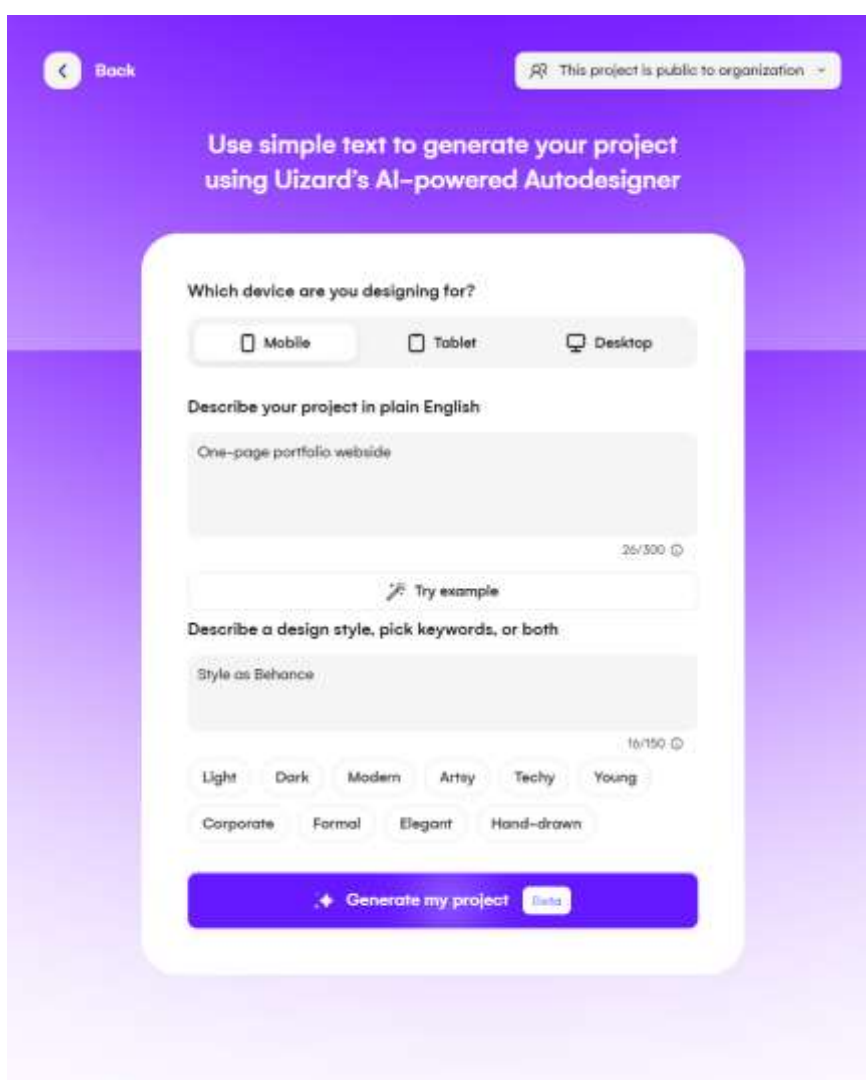 Back
This project is public to organization
Use simple text to generate your project
using Uizard's AI-powered Autodesigner
Which device are you designing for?
Mobile Tablet Desktop
Describe your project in plain English
One-page portfolio webside
26/300
Try example
Describe a design style, pick keywords, or both
Style as Behance
16/150
Light Dark Modern Artsy Techy Young
Corporate Formal Elegant Hand-drawn
Generate my project Beta